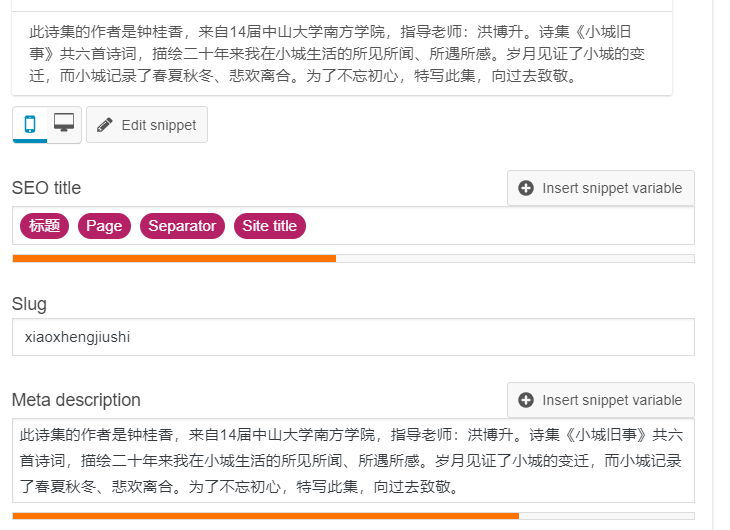 此诗集的作者是钟桂香，来自14届中山大学南方学院，指导老师：洪博升。诗集《小城旧
事》共六首诗词，描绘二十年来我在小城生活的所见所闻、所遇所感。岁月见证了小城的变
迁，而小城记录了春夏秋冬、悲欢离合。为了不忘初心，特写此集，向过去致敬。
Edit snippet
SEO title
Insert snippet variable
标题 Page Separator Site title
Slug
xiaoxhengjiushi
Meta description
Insert snippet variable
此诗集的作者是钟桂香，来自14届中山大学南方学院，指导老师：洪博升。诗集《小城旧事》共六
首诗词，描绘二十年来我在小城生活的所见所闻、所遇所感。岁月见证了小城的变迁，而小城记录
了春夏秋冬、悲欢离合。为了不忘初心，特写此集，向过去致敬。